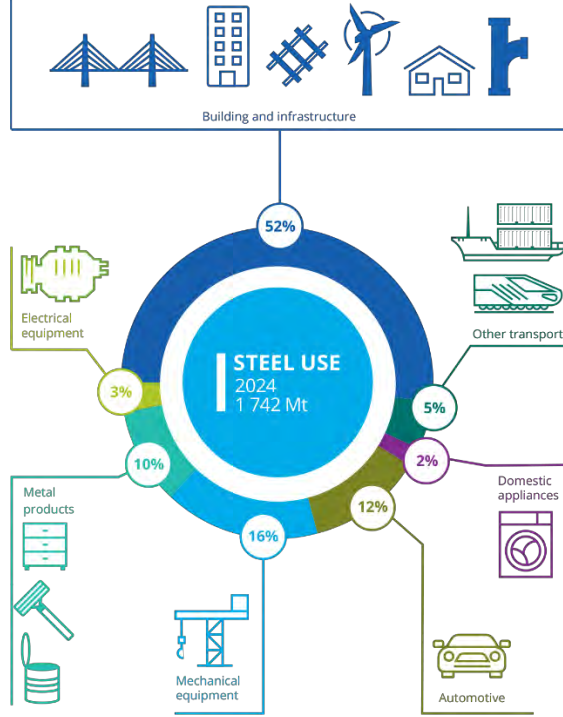 Building and infrastructure
52%
Electrical
equipment
Other transport
STEEL USE
2024
1 742 Mt
3%
5%
10%
2%
Metal
products
Domestic
appliances
16%
12%
Mechanical
equipment
Automotive